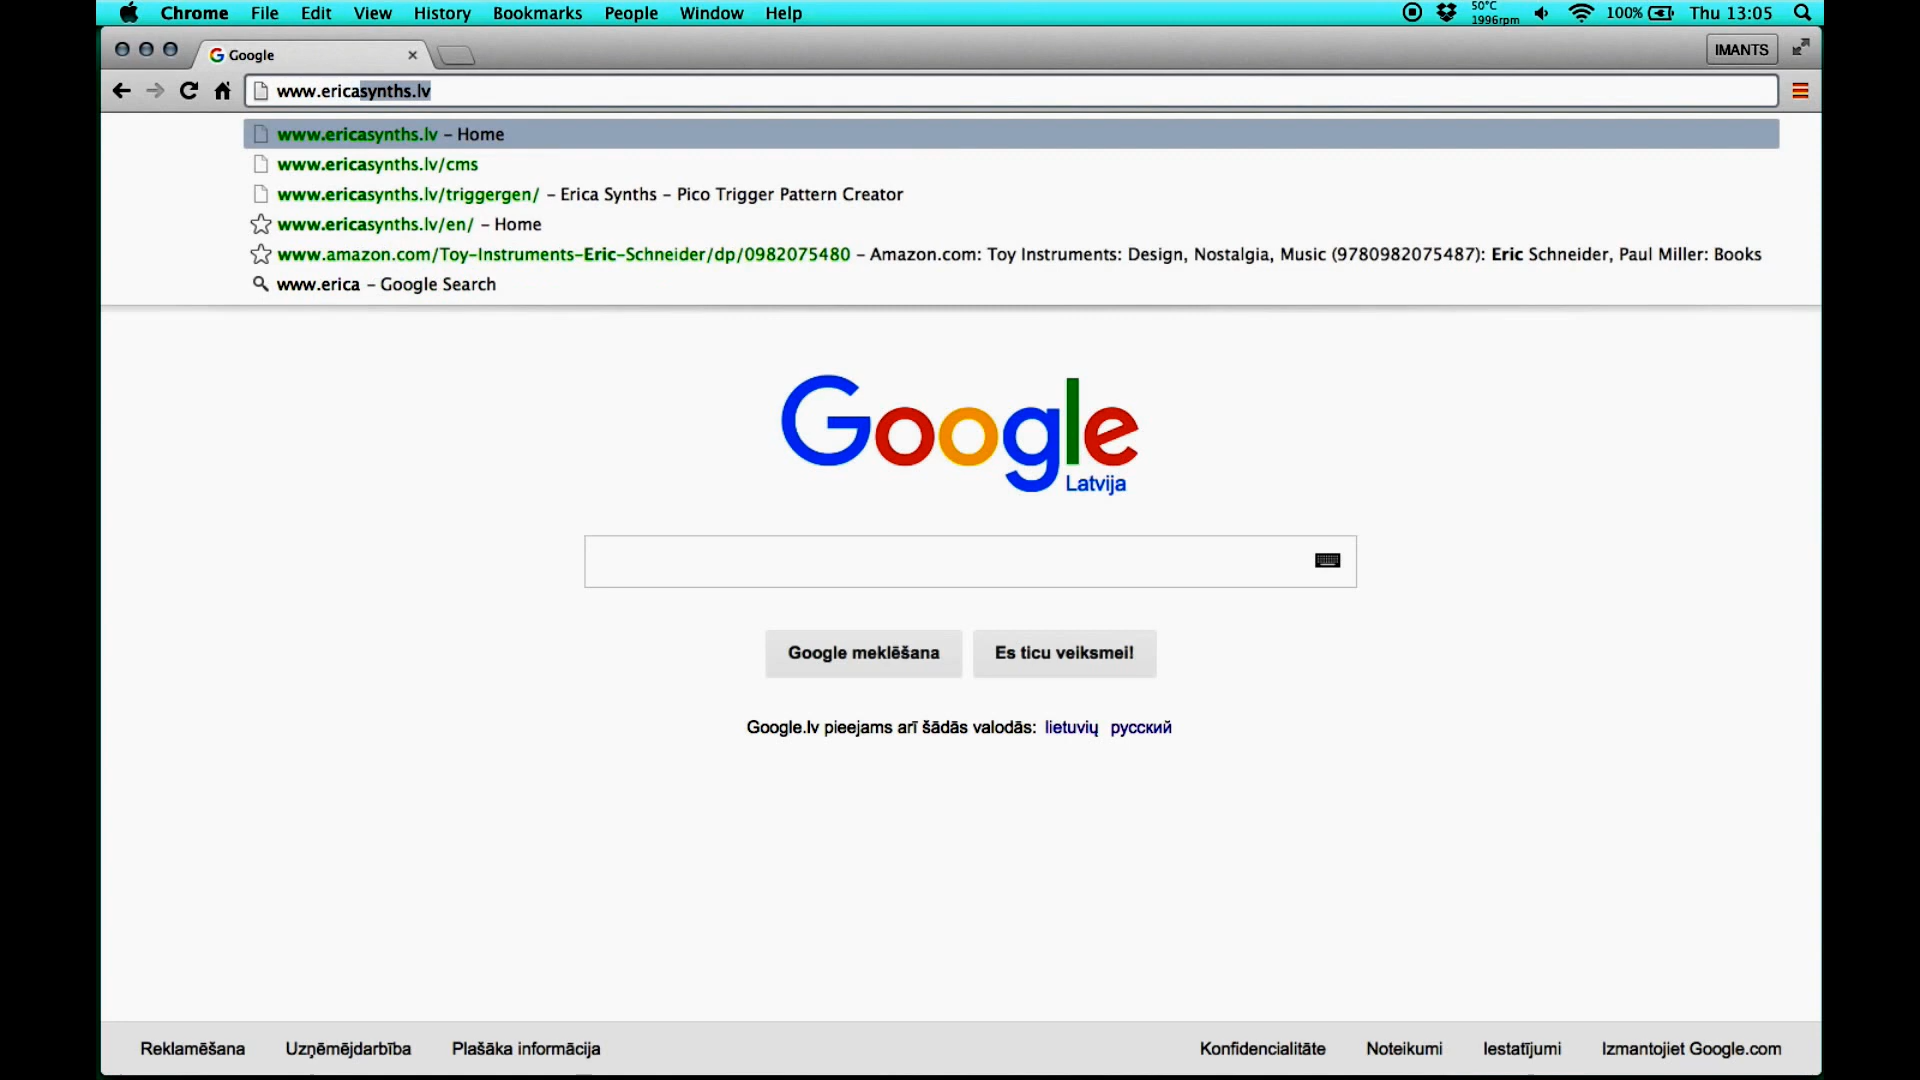 Chrome File Edit View History Bookmarks People Window Help 50°C 1996rpm 100% Thu 13:05
Google IMANTS
www.ericasynths.lv
www.ericasynths.lv – Home
www.ericasynths.lv/cms
www.ericasynths.lv/triggergen/ – Erica Synths – Pico Trigger Pattern Creator
www.ericasynths.lv/en/ – Home
www.amazon.com/Toy-Instruments-Eric-Schneider/dp/0982075480 – Amazon.com: Toy Instruments: Design, Nostalgia, Music (9780982075487): Eric Schneider, Paul Miller: Books
www.erica – Google Search
Google
Latvija
Google meklēšana Es ticu veiksmei!
Google.lv pieejams arī šādās valodās: lietuvių русский
Reklamēšana Uzņēmējdarbība Plašāka informācija Konfidencialitāte Noteikumi Iestatījumi Izmantojiet Google.com